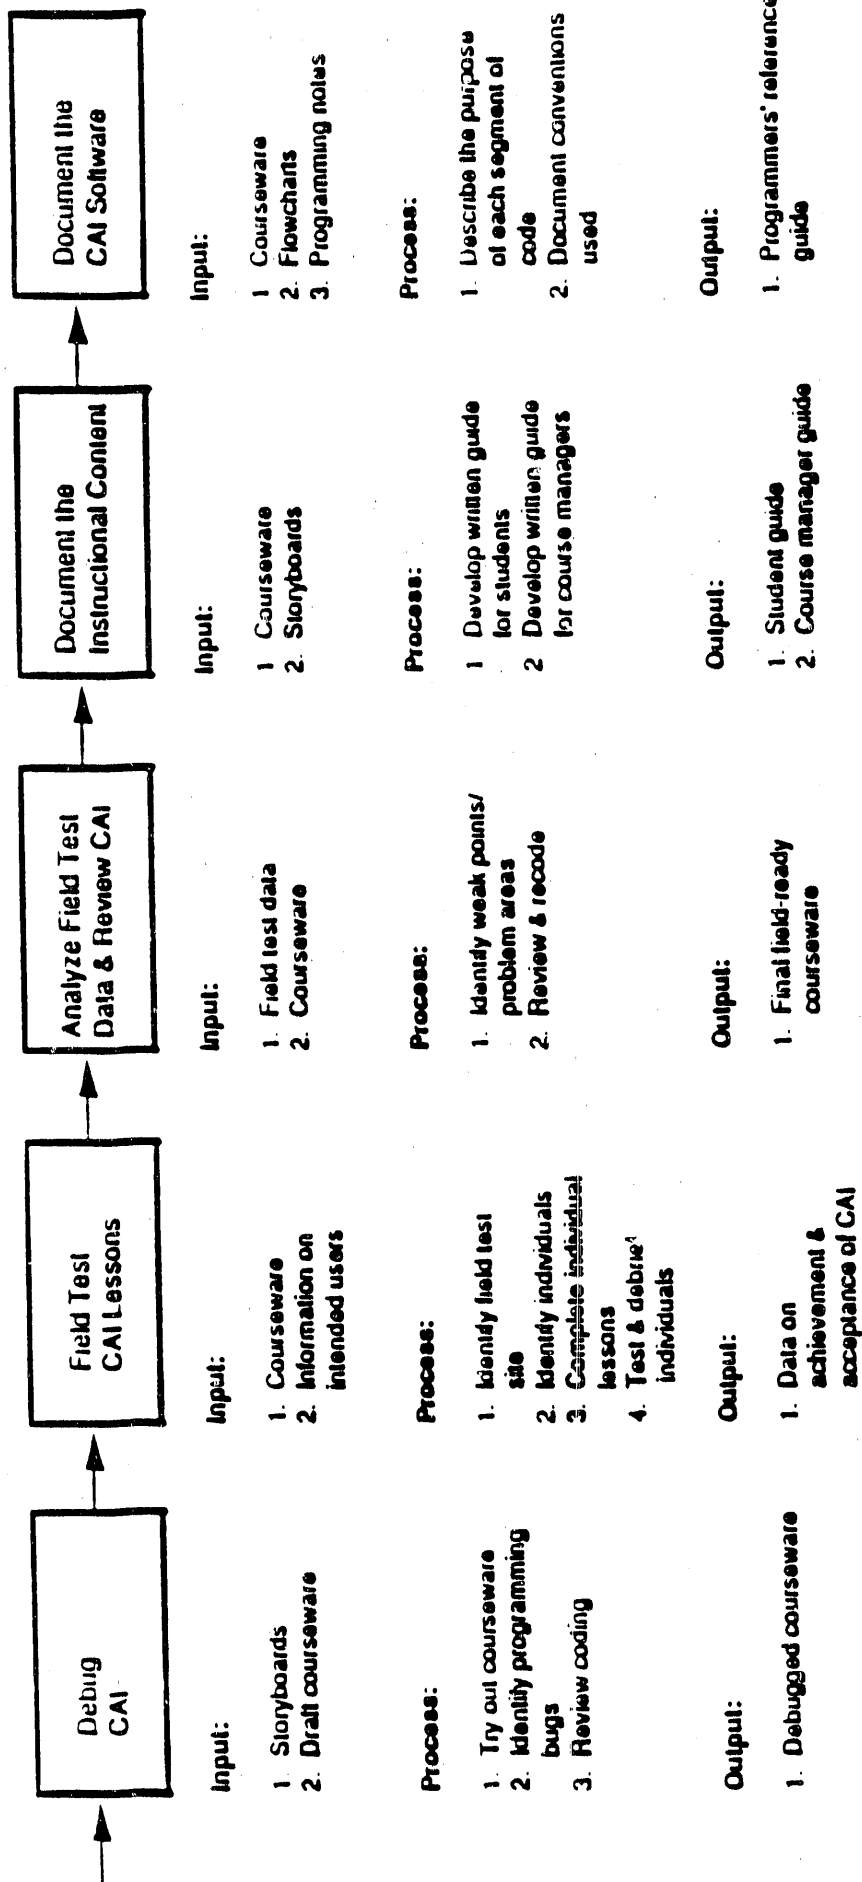 Debug
CAI
Input:
1. Storyboards
2. Draft courseware
Process:
1. Try out courseware
2. Identify programming
bugs
3. Review coding
Output:
1. Debugged courseware
Field Test
CAI Lessons
Input:
1. Courseware
2. Information on
intended users
Process:
1. Identify field test
site
2. Identify individuals
3. Complete individual
lessons
4. Test & debrief
individuals
Output:
1. Data on
achievement &
acceptance of CAI
Analyze Field Test
Data & Review CAI
Input:
1. Field test data
2. Courseware
Process:
1. Identify weak points/
problem areas
2. Review & recode
Output:
1. Final field-ready
courseware
Document the
Instructional Content
Input:
1 Courseware
2. Storyboards
Process:
1 Develop written guide
for students
2 Develop written guide
for course managers
Output:
1. Student guide
2. Course manager guide
Document the
CAI Software
Input:
1 Courseware
2. Flowcharts
3. Programming notes
Process:
1. Describe the purpose
of each segment of
code
2. Document conventions
used
Output:
1. Programmers' reference
guide